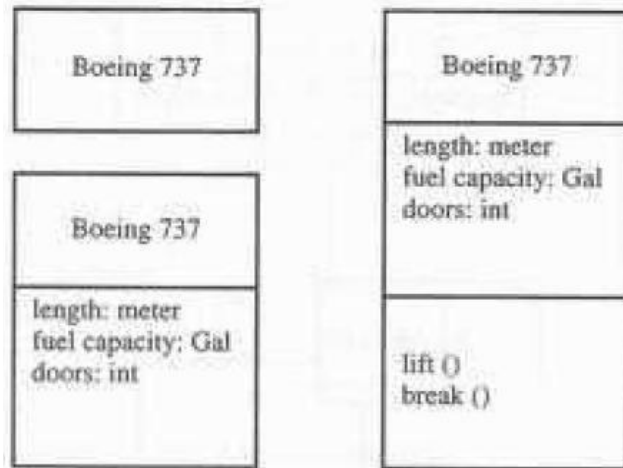 Boeing 737
Boeing 737
length: meter
fuel capacity: Gal
doors: int
Boeing 737
length: meter
fuel capacity: Gal
doors: int
lift ()
break ()